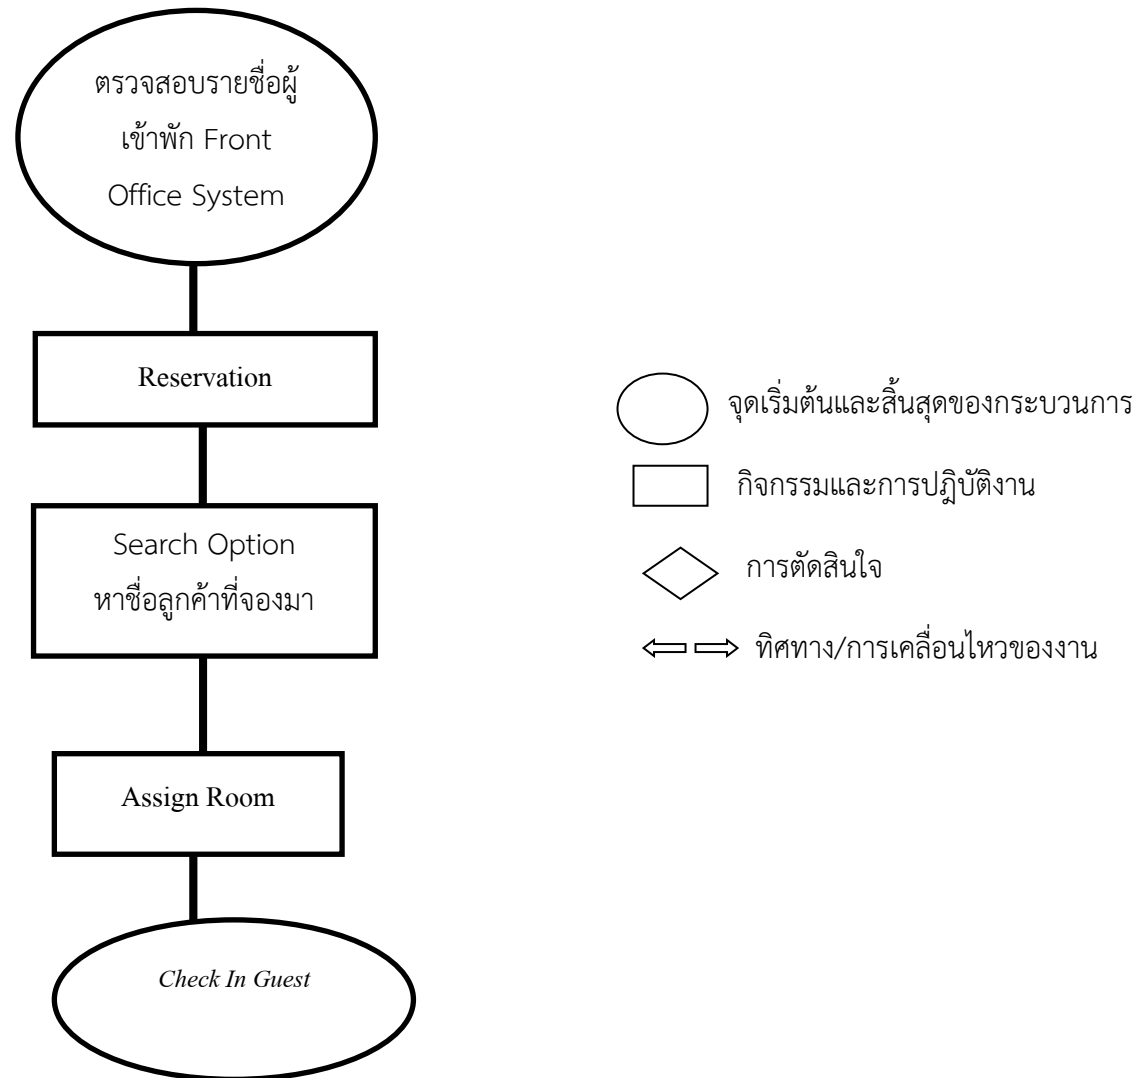 ตรวจสอบรายชื่อผู้
เข้าพัก Front
Office System
Reservation
Search Option
หาชื่อลูกค้าที่จองมา
Assign Room
Check In Guest
จุดเริ่มต้นและสิ้นสุดของกระบวนการ
กิจกรรมและการปฎิบัติงาน
การตัดสินใจ
ทิศทาง/การเคลื่อนไหวของงาน